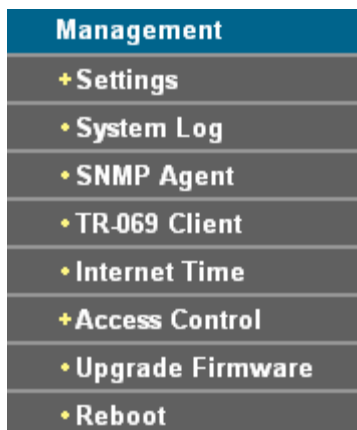 Management
+Settings
•System Log
•SNMP Agent
•TR-069 Client
•Internet Time
+Access Control
•Upgrade Firmware
•Reboot